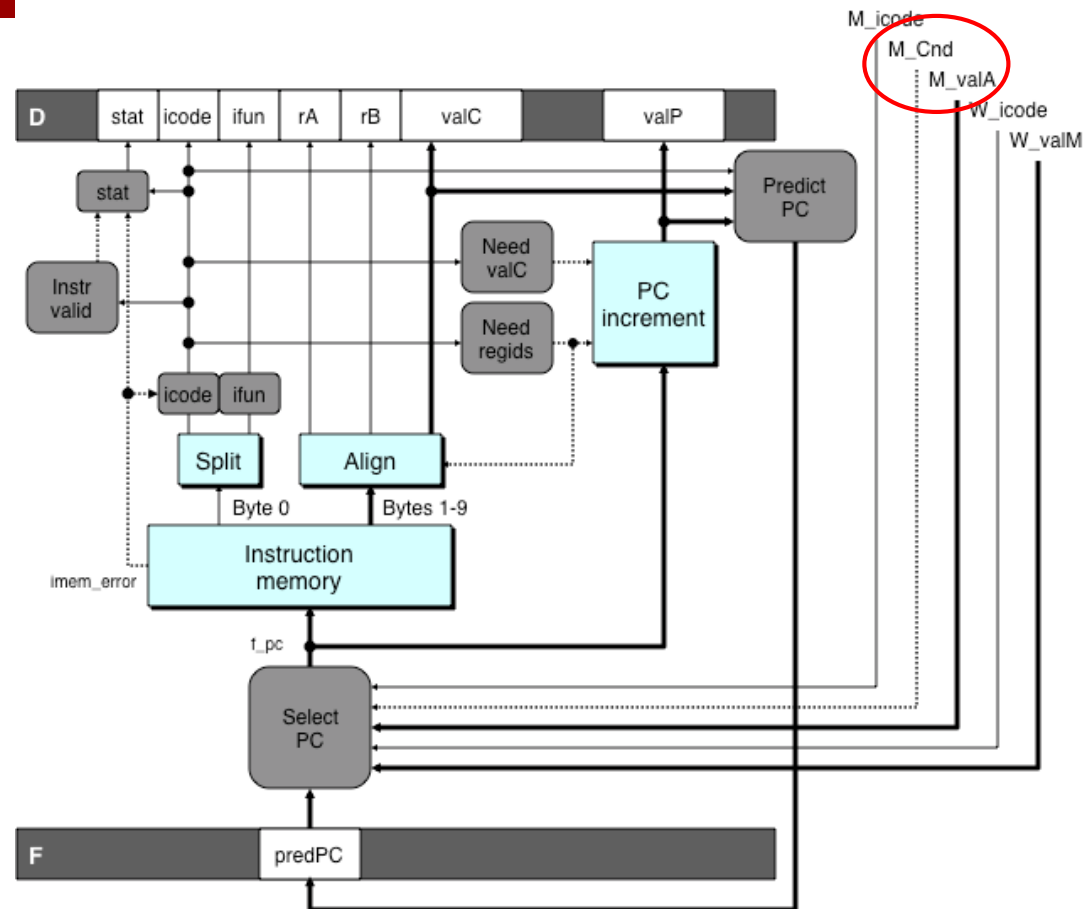 M_icode
M_Cnd
M_valA
W_icode
W_valM
D stat icode ifun rA rB valC valP
stat
Predict
PC
Need
valC
Instr
valid
PC
increment
Need
regids
icode ifun
Split
Align
Byte 0
Bytes 1-9
Instruction
memory
imem_error
f_pc
Select
PC
F predPC